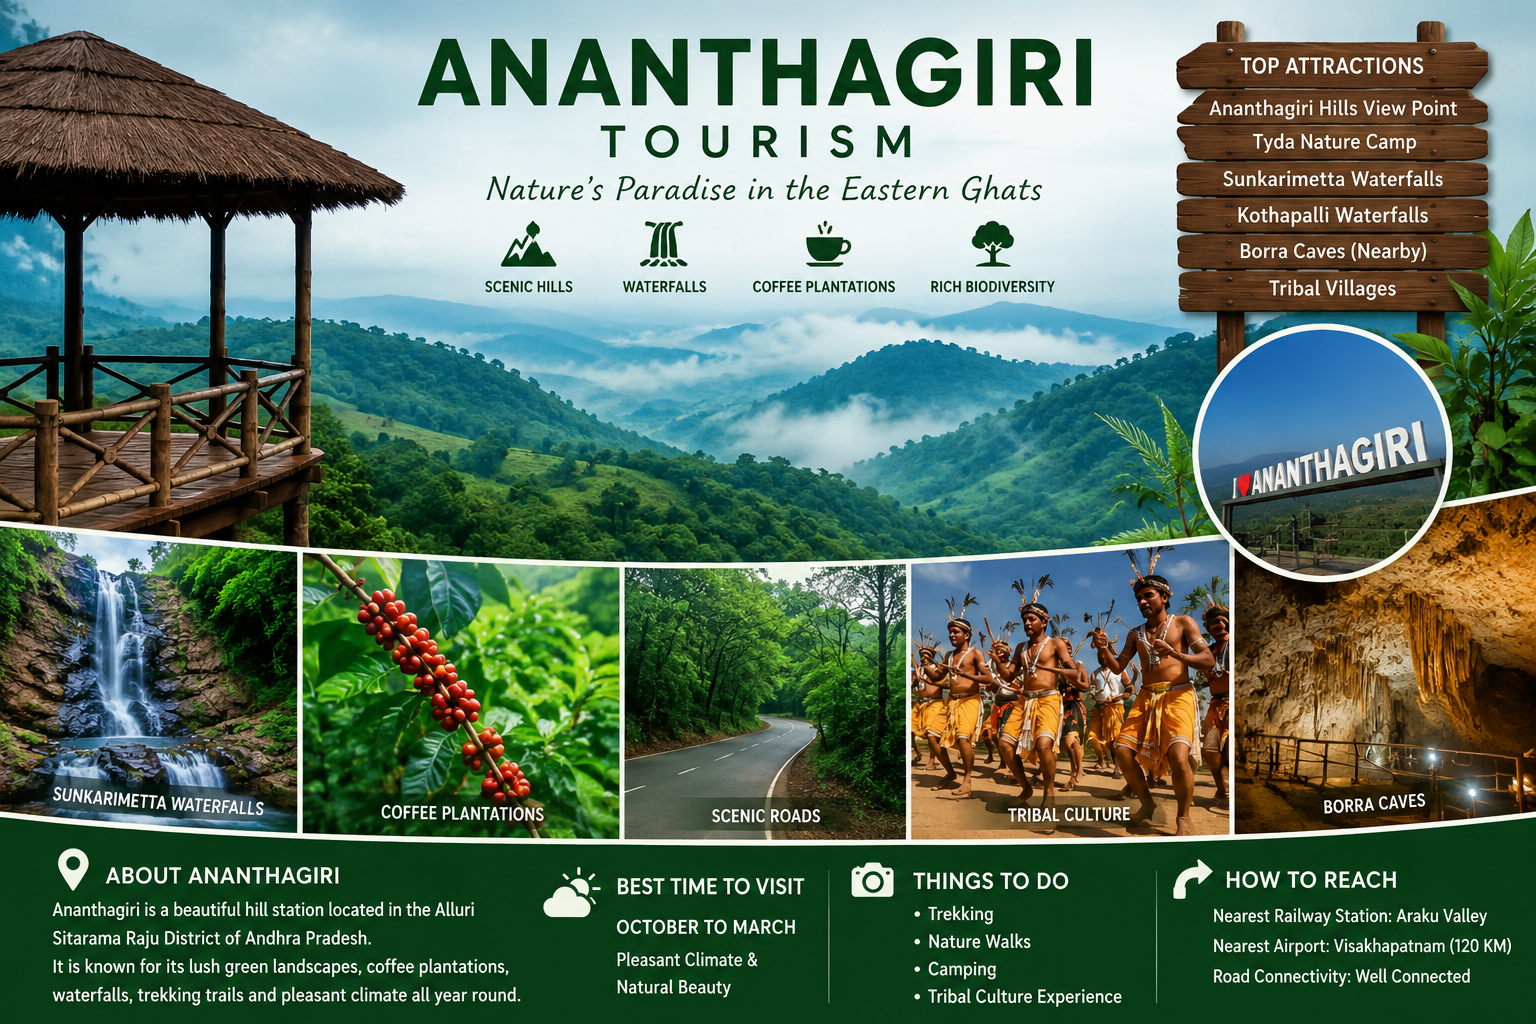 ANANTHAGIRI
TOURISM
Nature's Paradise in the Eastern Ghats
SCENIC HILLS
WATERFALLS
COFFEE PLANTATIONS
RICH BIODIVERSITY
TOP ATTRACTIONS
Ananthagiri Hills View Point
Tyda Nature Camp
Sunkarimetta Waterfalls
Kothapalli Waterfalls
Borra Caves (Nearby)
Tribal Villages
I ♥ ANANTHAGIRI
SUNKARIMETTA WATERFALLS
COFFEE PLANTATIONS
SCENIC ROADS
TRIBAL CULTURE
BORRA CAVES
ABOUT ANANTHAGIRI
Ananthagiri is a beautiful hill station located in the Alluri
Sitarama Raju District of Andhra Pradesh.
It is known for its lush green landscapes, coffee plantations,
waterfalls, trekking trails and pleasant climate all year round.
BEST TIME TO VISIT
OCTOBER TO MARCH
Pleasant Climate &
Natural Beauty
THINGS TO DO
• Trekking
• Nature Walks
• Camping
• Tribal Culture Experience
HOW TO REACH
Nearest Railway Station: Araku Valley
Nearest Airport: Visakhapatnam (120 KM)
Road Connectivity: Well Connected